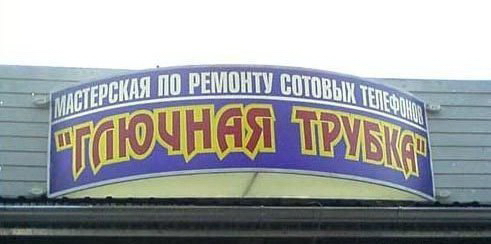 МАСТЕРСКАЯ ПО РЕМОНТУ СОТОВЫХ ТЕЛЕФОНОВ
"ГЛЮЧНАЯ ТРУБКА"